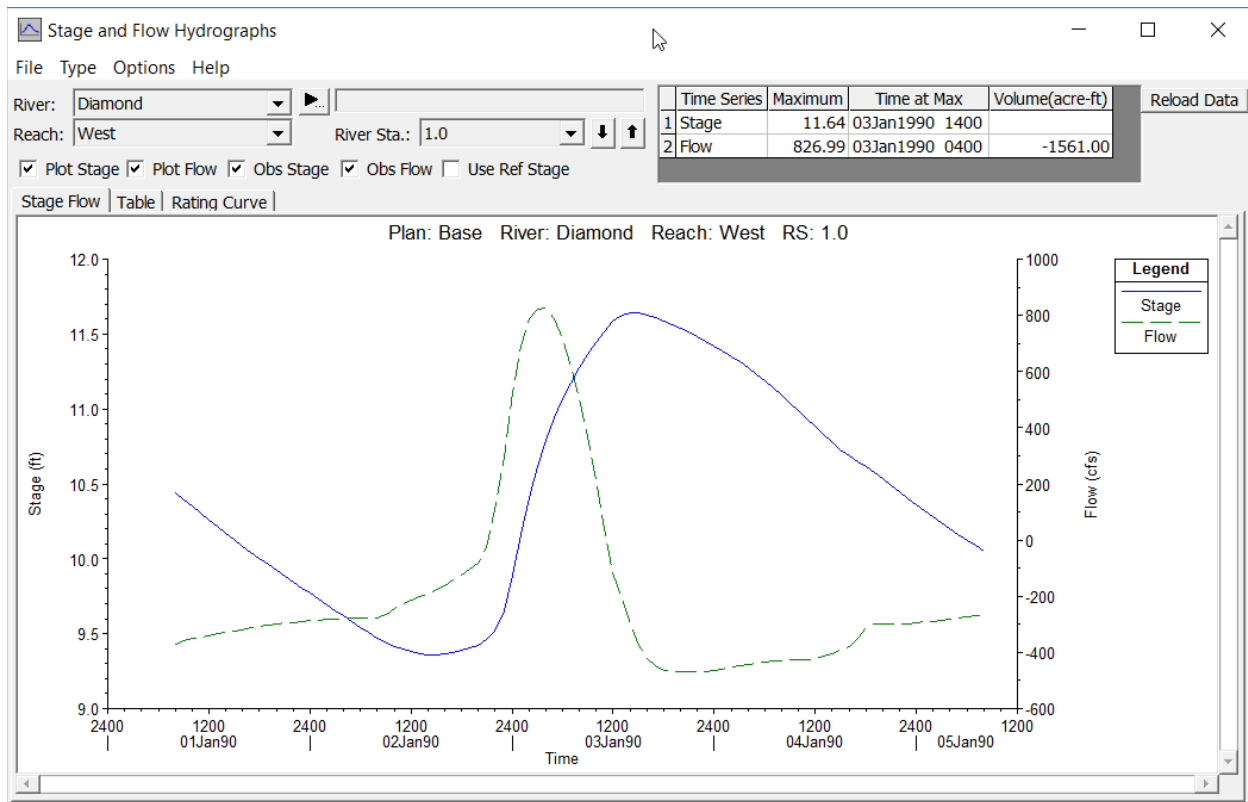 Stage and Flow Hydrographs
File Type Options Help
River: Diamond
Reach: West River Sta.: 1.0
Plot Stage Plot Flow Obs Stage Obs Flow Use Ref Stage
Time Series Maximum Time at Max Volume(acre-ft)
1 Stage 11.64 03Jan1990 1400
2 Flow 826.99 03Jan1990 0400 -1561.00
Reload Data
Stage Flow Table Rating Curve
Plan: Base River: Diamond Reach: West RS: 1.0
12.0
11.5
11.0
10.5
10.0
9.5
9.0
Stage (ft)
1000
800
600
400
200
0
-200
-400
-600
Flow (cfs)
Legend
Stage
Flow
2400 1200 2400 1200 2400 1200 2400 1200 2400 1200
01Jan90 02Jan90 03Jan90 04Jan90 05Jan90
Time